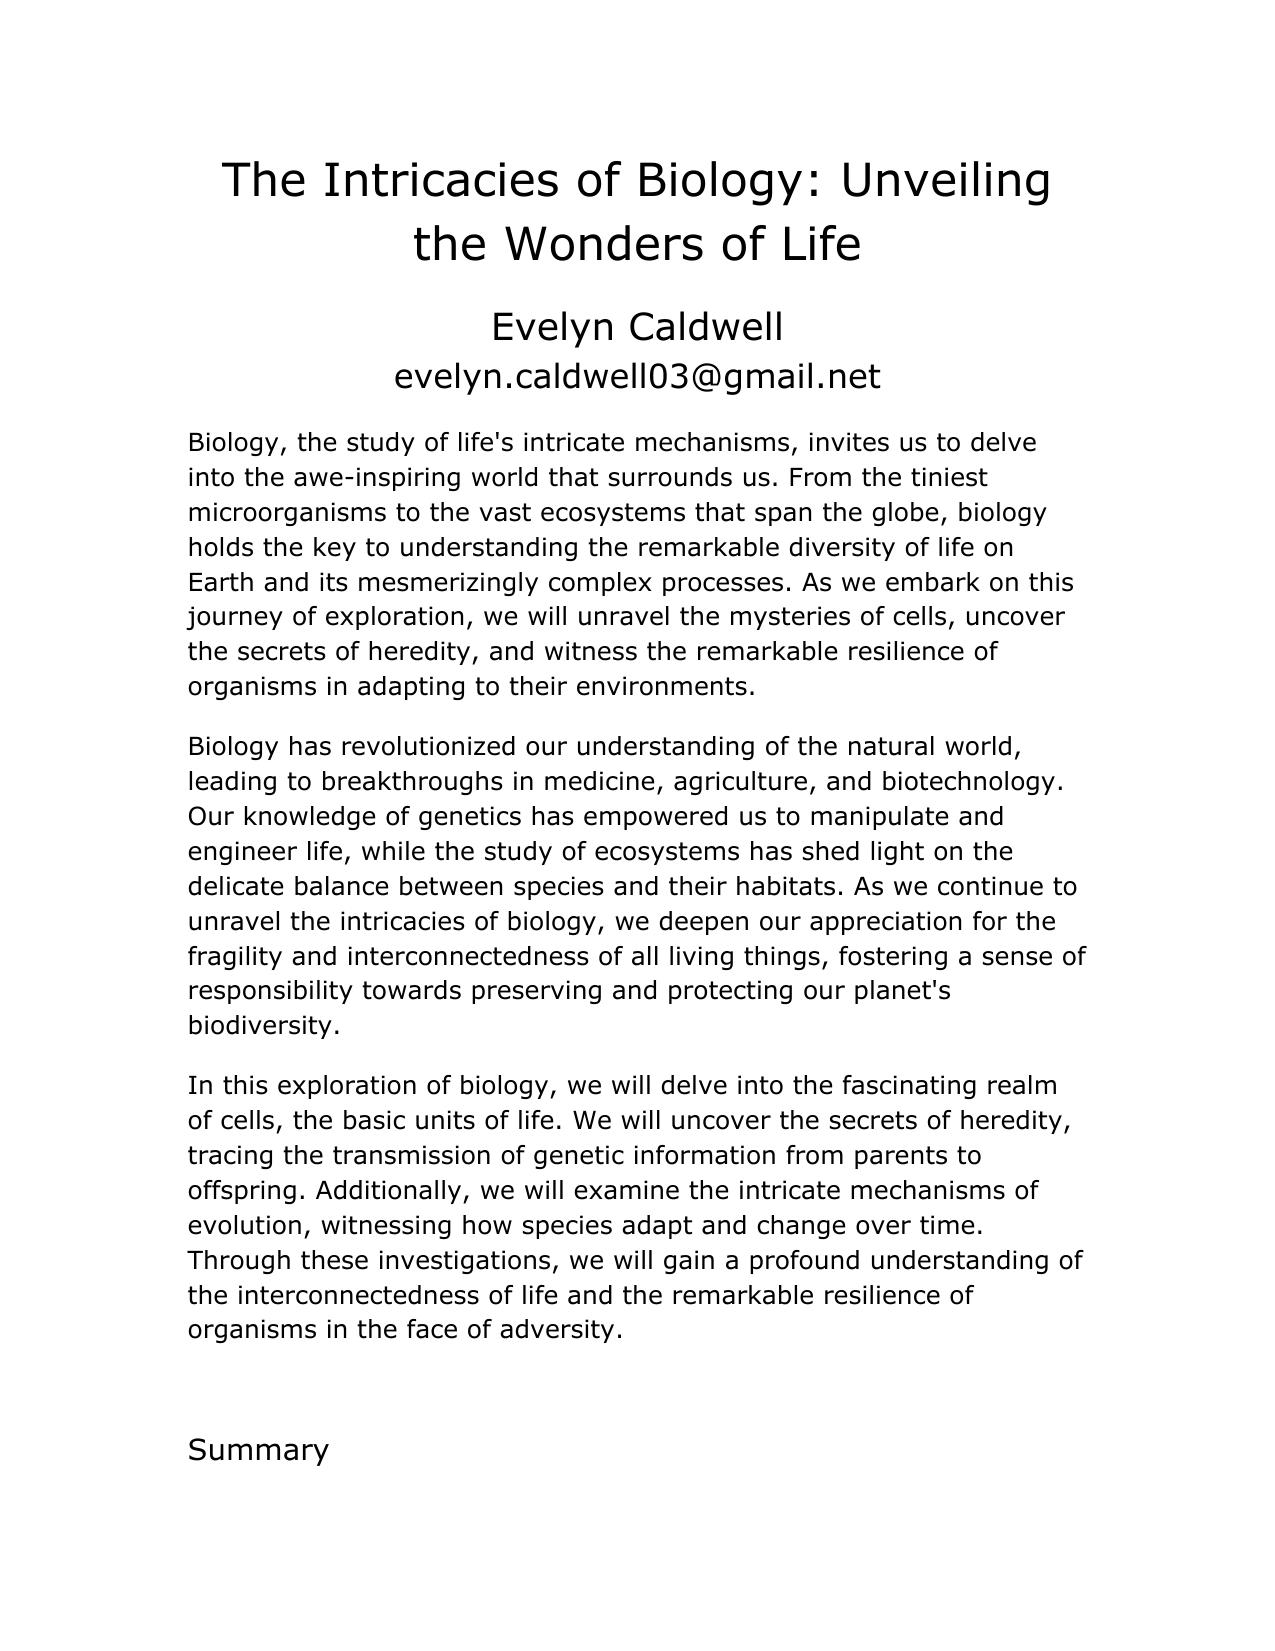 The Intricacies of Biology: Unveiling
the Wonders of Life
Evelyn Caldwell
evelyn.caldwell03@gmail.net
Biology, the study of life's intricate mechanisms, invites us to delve
into the awe-inspiring world that surrounds us. From the tiniest
microorganisms to the vast ecosystems that span the globe, biology
holds the key to understanding the remarkable diversity of life on
Earth and its mesmerizingly complex processes. As we embark on this
journey of exploration, we will unravel the mysteries of cells, uncover
the secrets of heredity, and witness the remarkable resilience of
organisms in adapting to their environments.
Biology has revolutionized our understanding of the natural world,
leading to breakthroughs in medicine, agriculture, and biotechnology.
Our knowledge of genetics has empowered us to manipulate and
engineer life, while the study of ecosystems has shed light on the
delicate balance between species and their habitats. As we continue to
unravel the intricacies of biology, we deepen our appreciation for the
fragility and interconnectedness of all living things, fostering a sense of
responsibility towards preserving and protecting our planet's
biodiversity.
In this exploration of biology, we will delve into the fascinating realm
of cells, the basic units of life. We will uncover the secrets of heredity,
tracing the transmission of genetic information from parents to
offspring. Additionally, we will examine the intricate mechanisms of
evolution, witnessing how species adapt and change over time.
Through these investigations, we will gain a profound understanding of
the interconnectedness of life and the remarkable resilience of
organisms in the face of adversity.
Summary